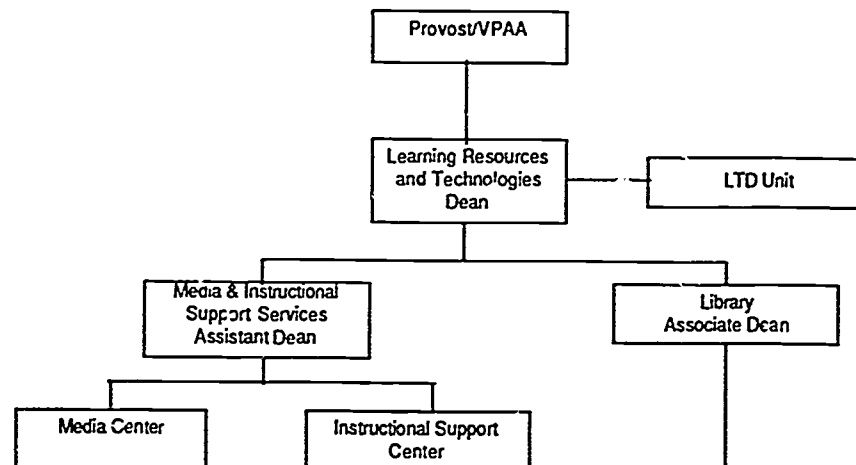 Provost/VPAA
Learning Resources
and Technologies
Dean
LTD Unit
Media & Instructional
Support Services
Assistant Dean
Library
Associate Dean
Media Center
Instructional Support
Center